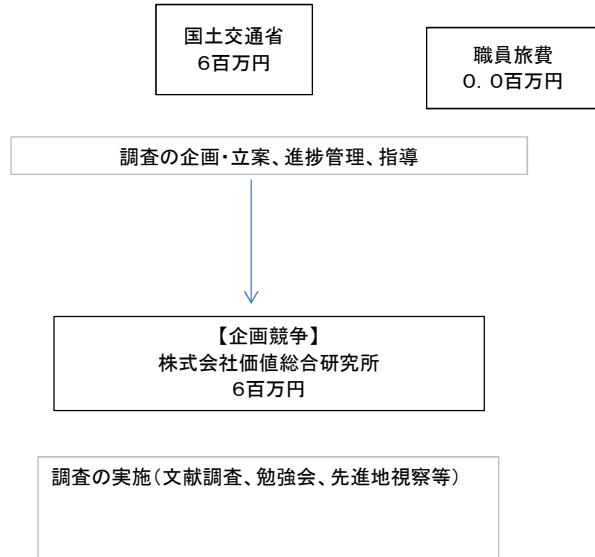 国土交通省
6百万円
職員旅費
0．0百万円
調査の企画・立案、進捗管理、指導
【企画競争】
株式会社価値総合研究所
6百万円
調査の実施（文献調査、勉強会、先進地視察等）